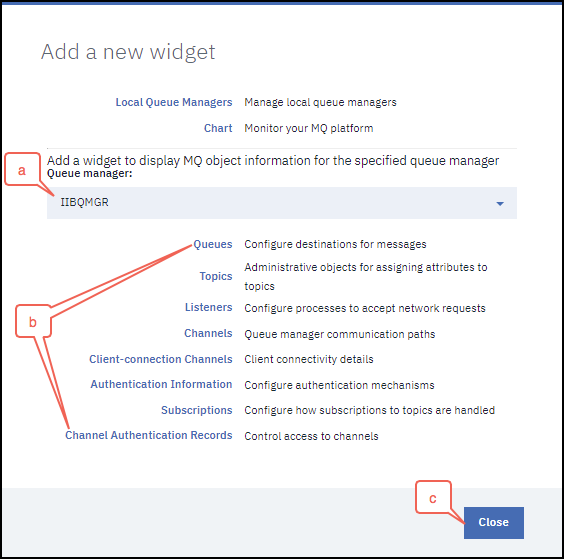 Add a new widget
Local Queue Managers Manage local queue managers
Chart Monitor your MQ platform
Add a widget to display MQ object information for the specified queue manager
a
Queue manager:
IIBQMGR
Queues Configure destinations for messages
Topics Administrative objects for assigning attributes to
topics
Listeners Configure processes to accept network requests
b
Channels Queue manager communication paths
Client-connection Channels Client connectivity details
Authentication Information Configure authentication mechanisms
Subscriptions Configure how subscriptions to topics are handled
Channel Authentication Records Control access to channels
c
Close